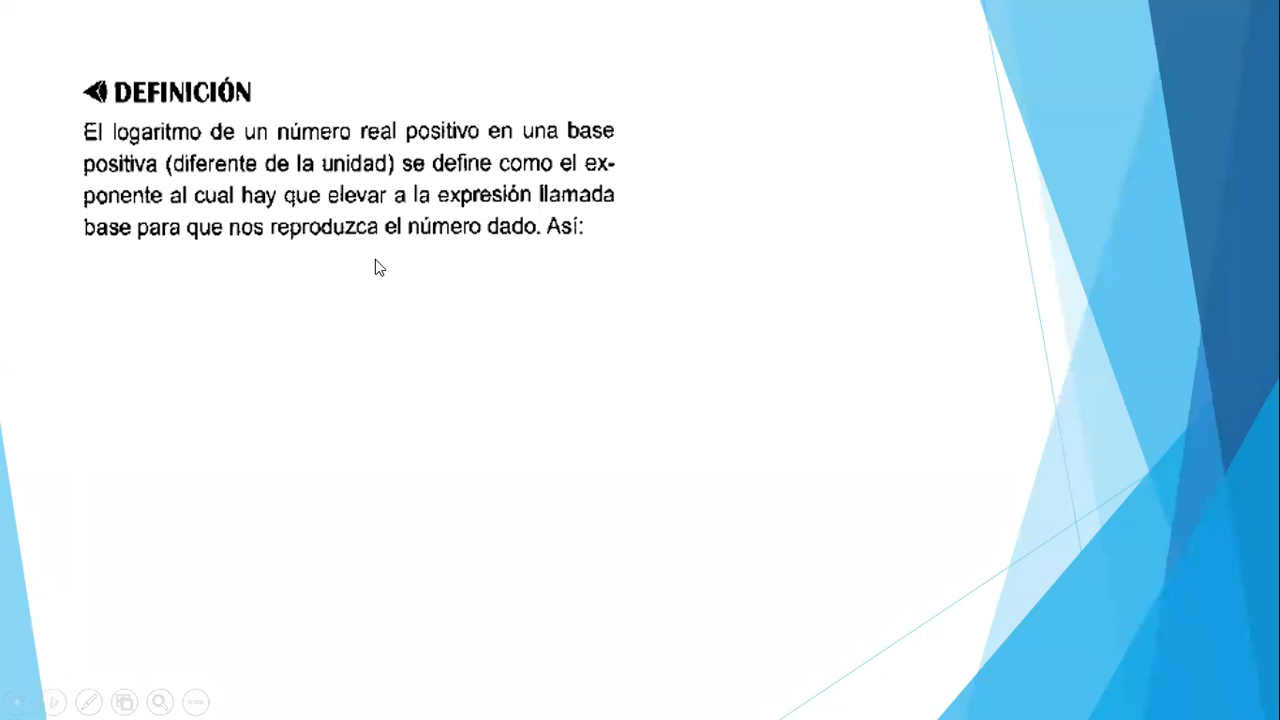 DEFINICIÓN
El logaritmo de un número real positivo en una base
positiva (diferente de la unidad) se define como el ex-
ponente al cual hay que elevar a la expresión llamada
base para que nos reproduzca el número dado. Así: